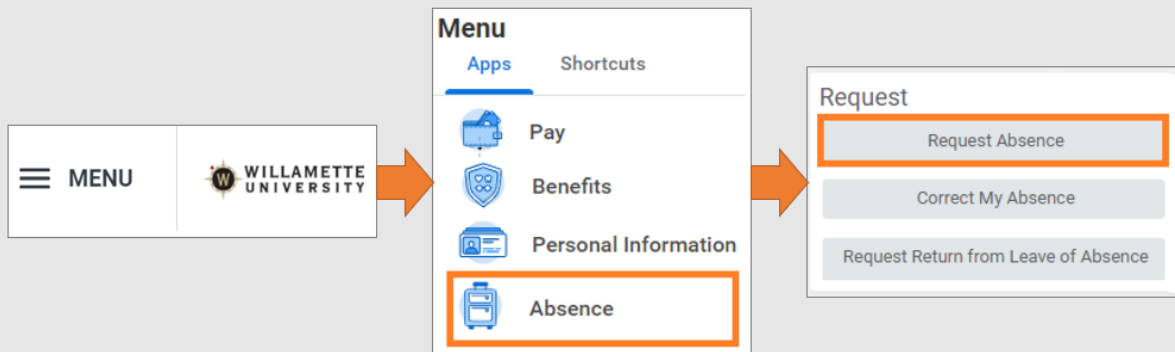 MENU
WILLAMETTE
UNIVERSITY
Menu
Apps
Shortcuts
Pay
Benefits
Personal Information
Absence
Request
Request Absence
Correct My Absence
Request Return from Leave of Absence